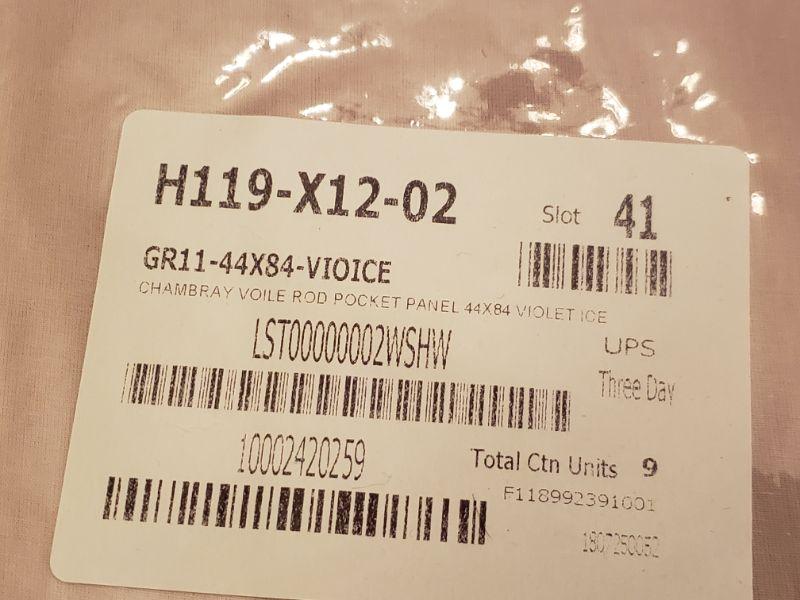 H119-X12-02
Slot 41
GR11-44X84-VIOICE
CHAMBRAY VOILE ROD POCKET PANEL 44X84 VIOLET ICE
LST00000002WSHW
UPS
Three Day
10002420259
Total Ctn Units 9
F118992391001
1807250052